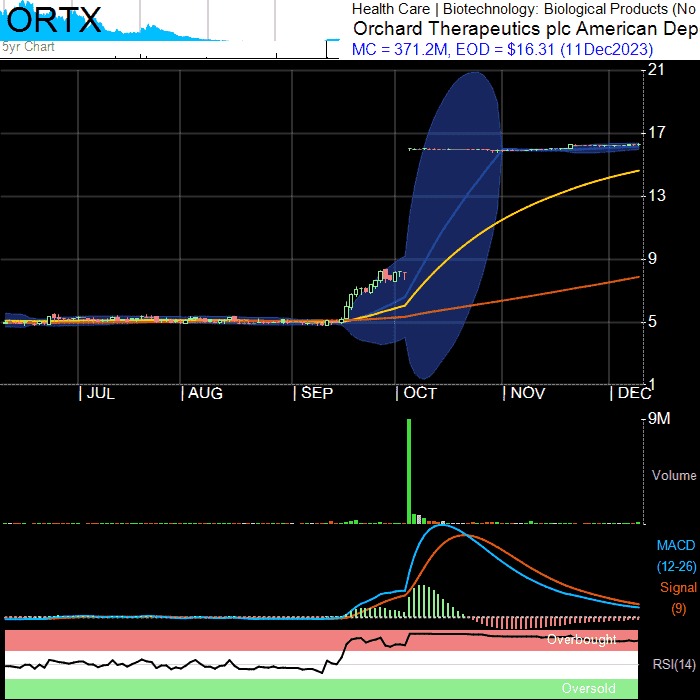 ORTX
5yr Chart
Health Care | Biotechnology: Biological Products (No
Orchard Therapeutics plc American Dep
MC = 371.2M, EOD = $16.31 (11Dec2023)
21
17
13
9
5
1
JUL
AUG
SEP
OCT
NOV
DEC
9M
Volume
MACD
(12-26)
Signal
(9)
Overbought
RSI(14)
Oversold